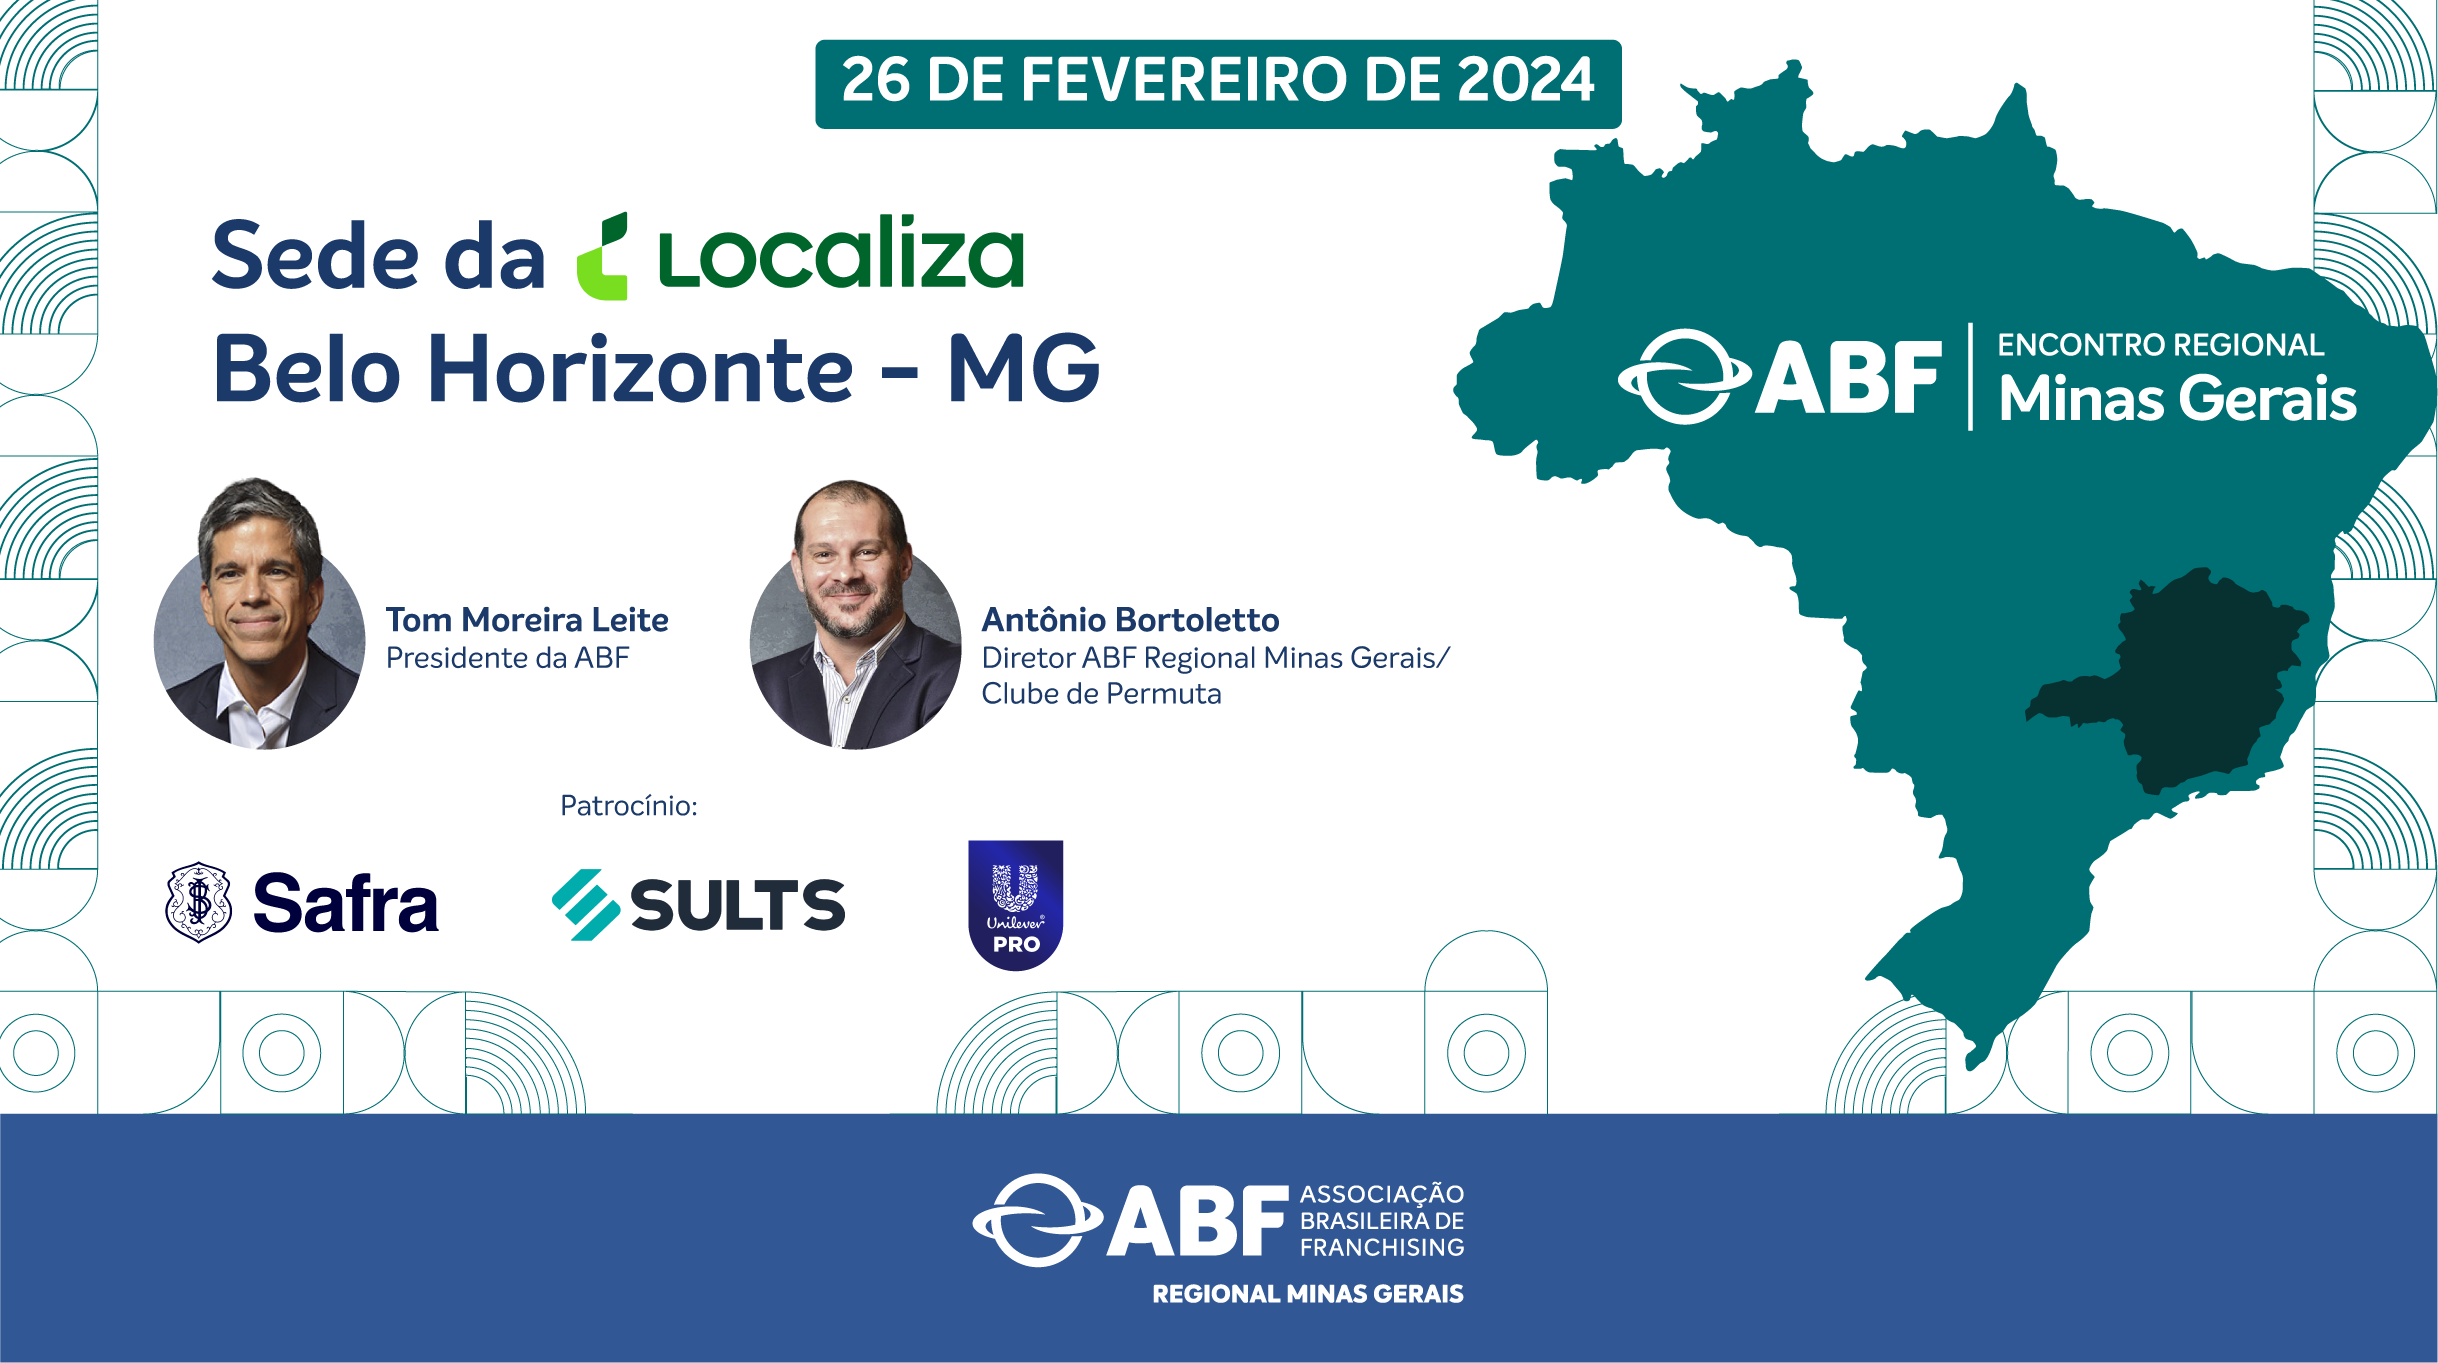 26 DE FEVEREIRO DE 2024
Sede da Localiza
Belo Horizonte - MG
ABF
ENCONTRO REGIONAL
Minas Gerais
Tom Moreira Leite
Presidente da ABF
Antônio Bortoletto
Diretor ABF Regional Minas Gerais/
Clube de Permuta
Patrocínio:
Safra
SULTS
Unilever®
PRO
ABF
ASSOCIAÇÃO
BRASILEIRA DE
FRANCHISING
REGIONAL MINAS GERAIS